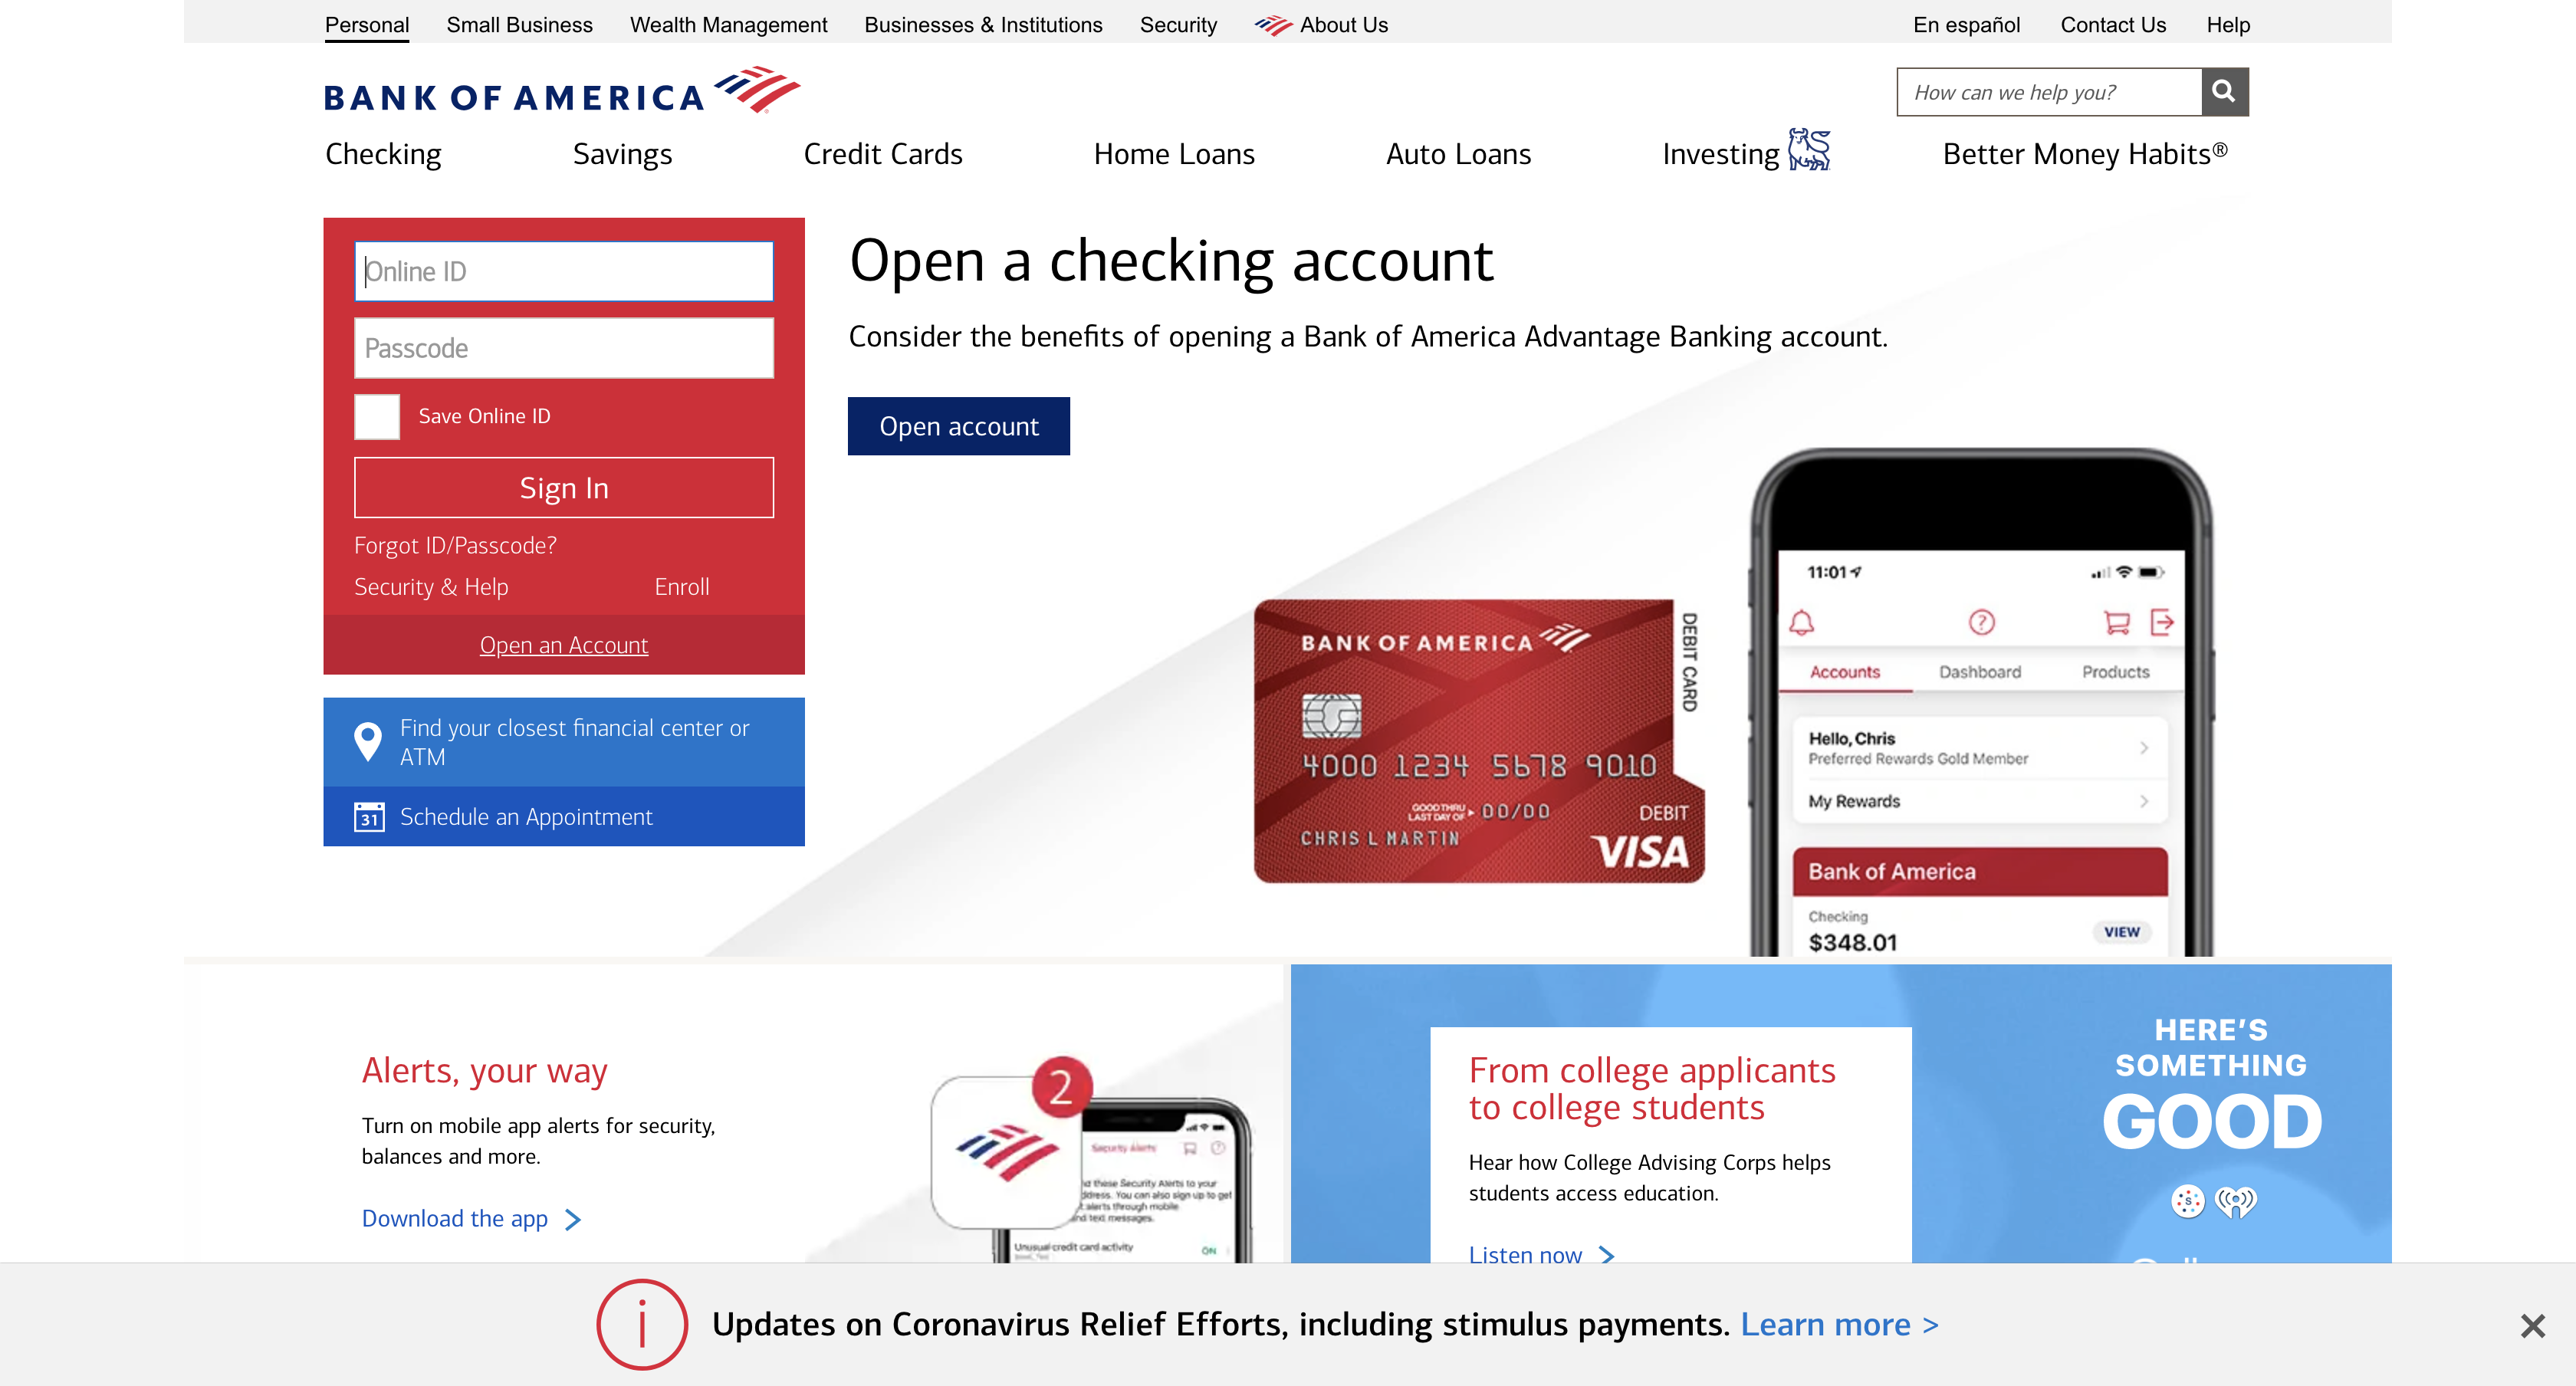 Personal
Small Business
Wealth Management
Businesses & Institutions
Security
About Us
En español
Contact Us
Help
BANK OF AMERICA
How can we help you?
Checking
Savings
Credit Cards
Home Loans
Auto Loans
Investing
Better Money Habits®
Online ID
Passcode
Save Online ID
Sign In
Forgot ID/Passcode?
Security & Help
Enroll
Open an Account
Find your closest financial center or
ATM
31
Schedule an Appointment
Open a checking account
Consider the benefits of opening a Bank of America Advantage Banking account.
Open account
BANK OF AMERICA
DEBIT CARD
4000 1234 5678 9010
GOOD THRU
LAST DAY OF
00/00
DEBIT
CHRIS L MARTIN
VISA
11:01
?
Accounts
Dashboard
Products
Hello, Chris
Preferred Rewards Gold Member
My Rewards
Bank of America
Checking
$348.01
VIEW
Alerts, your way
Turn on mobile app alerts for security,
balances and more.
Download the app
2
Security Alerts
these Security Alerts to your
You can also sign up to get
alerts through mobile
text messages.
Unusual credit card activity
ON
From college applicants
to college students
Hear how College Advising Corps helps
students access education.
Listen now
HERE'S
SOMETHING
GOOD
S
i
Updates on Coronavirus Relief Efforts, including stimulus payments. Learn more >